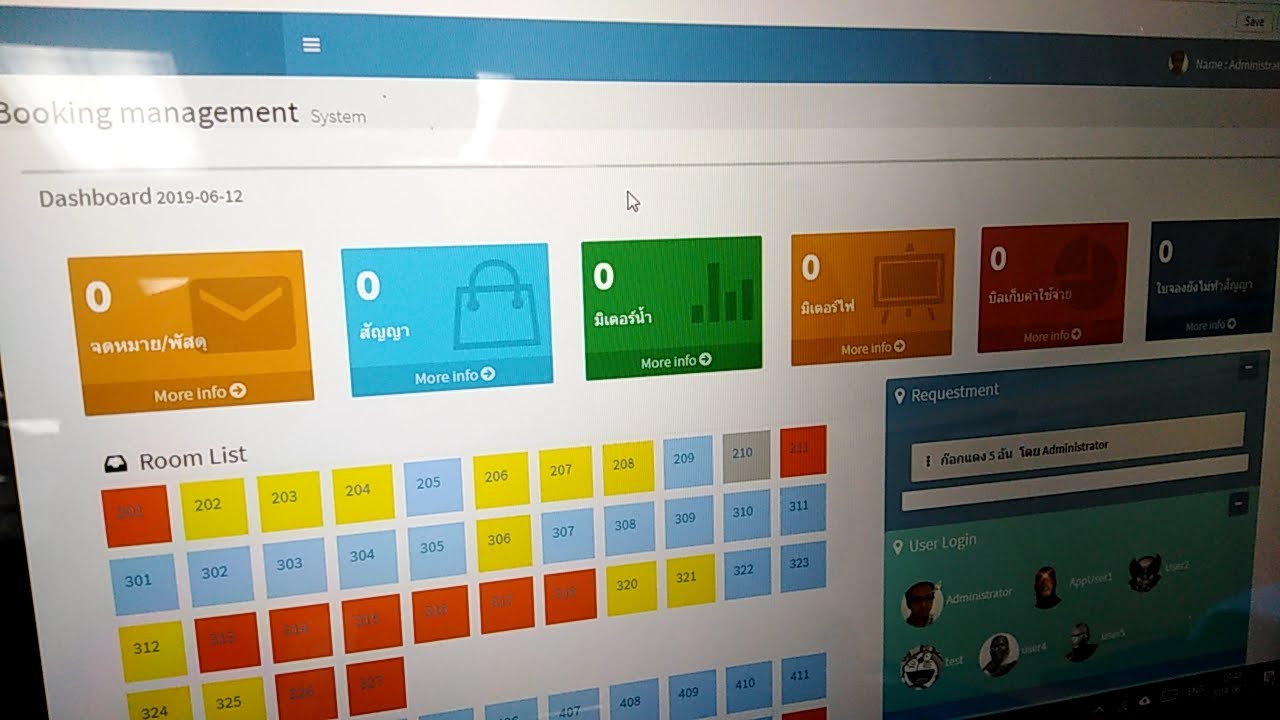 Save
Name : Administra
Booking management System
Dashboard 2019-06-12
0
จดหมาย/พัสดุ
More info
0
สัญญา
More info
0
มิเตอร์น้ำ
More info
0
มิเตอร์ไฟ
More info
0
บิลเก็บค่าใช้จ่าย
More info
0
ใบจองยังไม่ทำสัญญา
More info
Room List
201 202 203 204 205 206 207 208 209 210 211
301 302 303 304 305 306 307 308 309 310 311
312 313 314 315 316 317 320 321 322 323
324 325 326 327
407 408 409 410 411
Requestment
ก๊อกแดง 5 อัน โดย Administrator
User Login
Administrator AppUser1 User2
test user4 user5
ENG